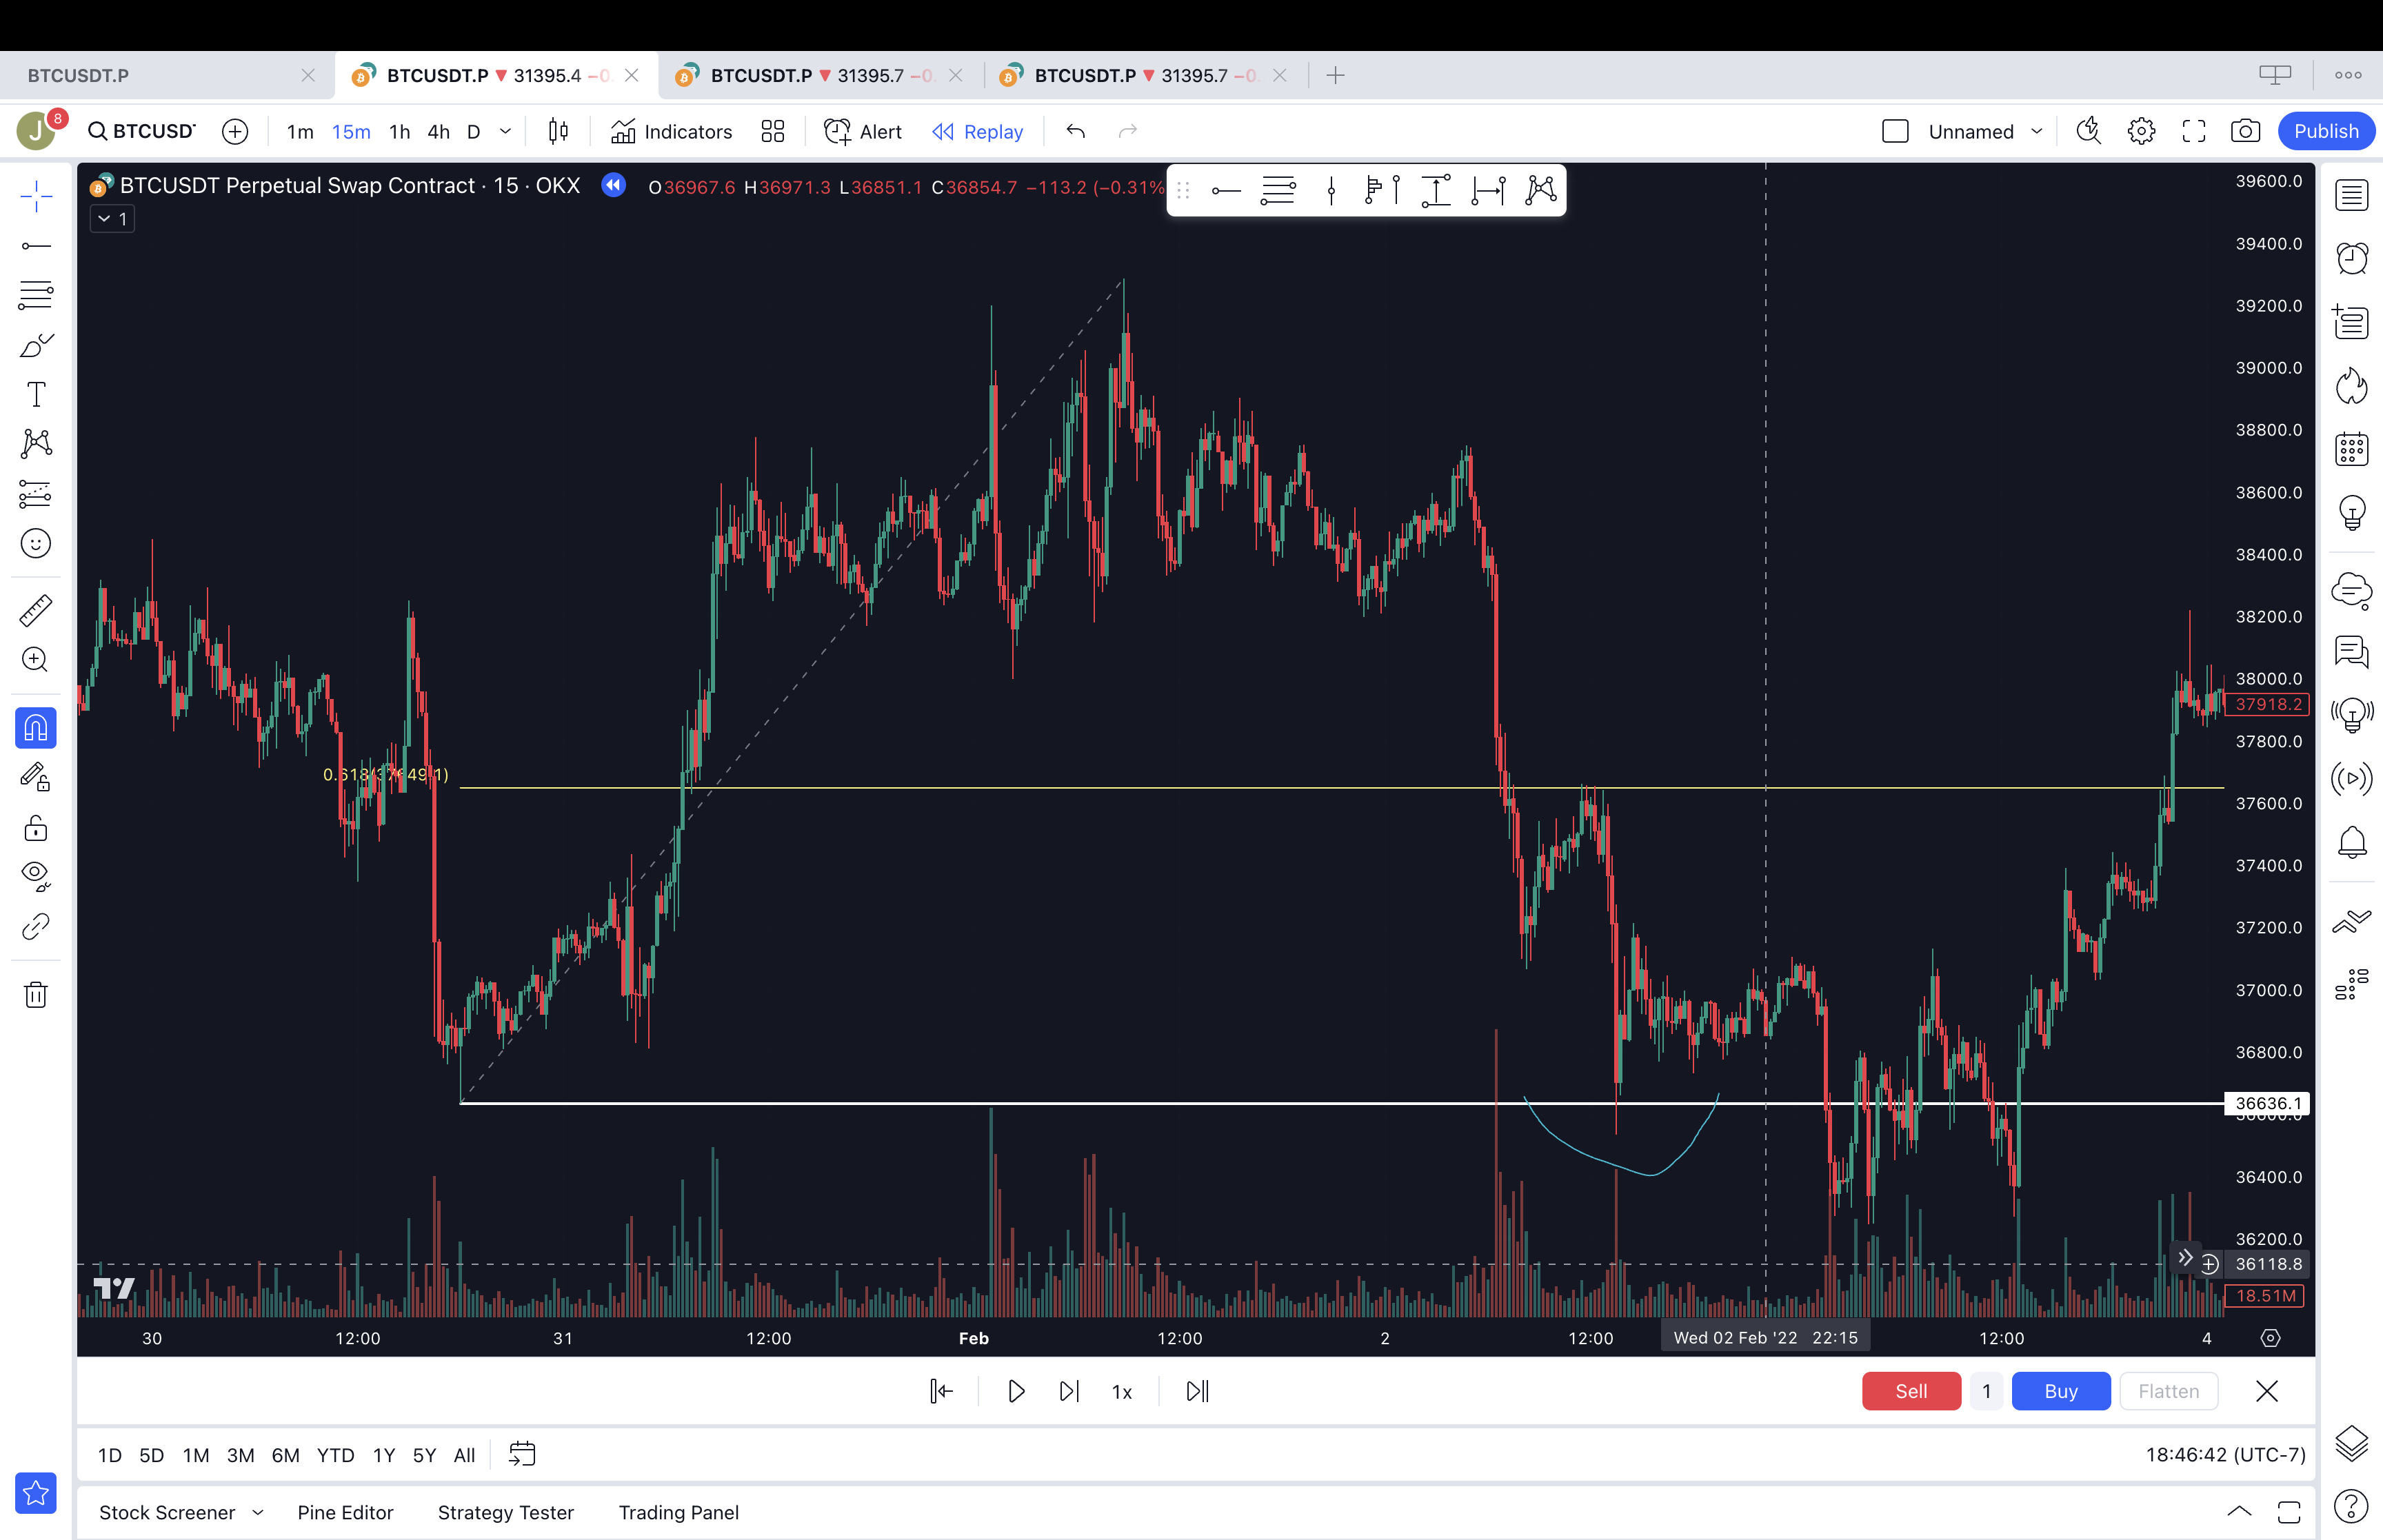 BTCUSDT.P
BTCUSDT.P 31395.4 −0
BTCUSDT.P 31395.7 −0.
BTCUSDT.P 31395.7 −0.
J 8 BTCUSD 1m 15m 1h 4h D Indicators Alert Replay Unnamed Publish
BTCUSDT Perpetual Swap Contract · 15 · OKX O36967.6 H36971.3 L36851.1 C36854.7 −113.2 (−0.31%
1
39600.0
39400.0
39200.0
39000.0
38800.0
38600.0
38400.0
38200.0
38000.0
37918.2
37800.0
0.618(37649.1)
37600.0
37400.0
37200.0
37000.0
36800.0
36636.1
36600.0
36400.0
36200.0
36118.8
18.51M
30 12:00 31 12:00 Feb 12:00 2 12:00 Wed 02 Feb '22 22:15 12:00 4
1x Sell 1 Buy Flatten
1D 5D 1M 3M 6M YTD 1Y 5Y All 18:46:42 (UTC-7)
Stock Screener Pine Editor Strategy Tester Trading Panel